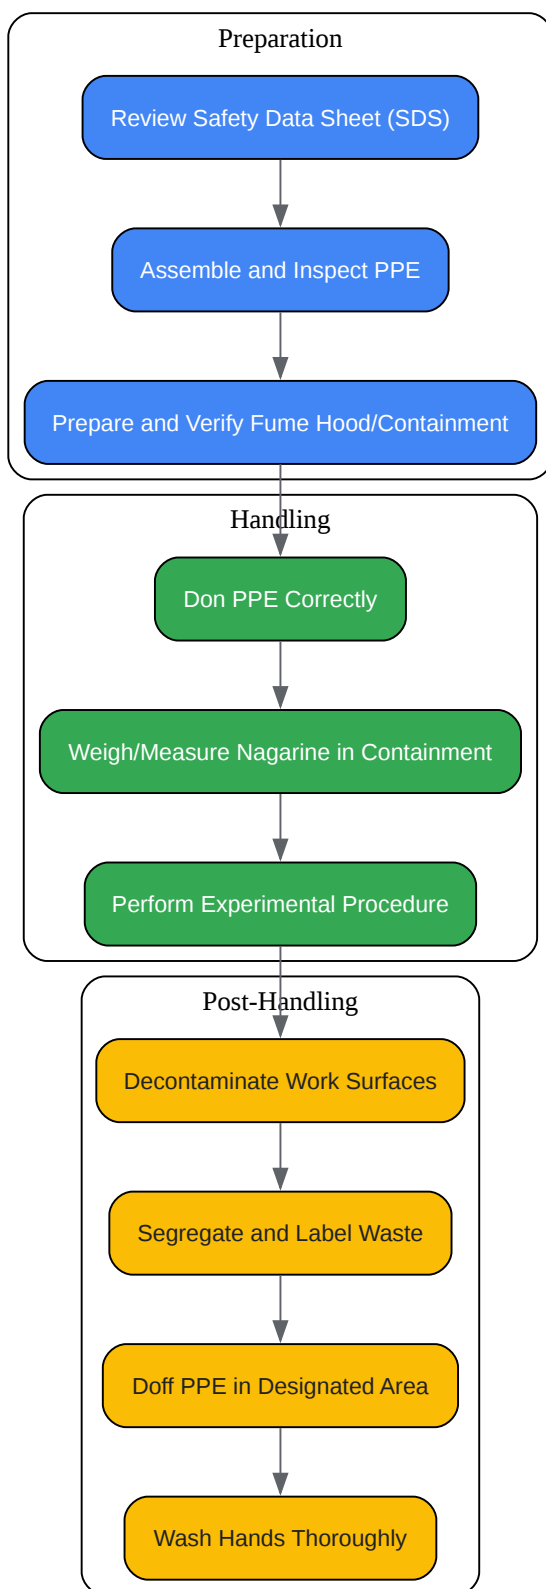 Preparation
Review Safety Data Sheet (SDS)
Assemble and Inspect PPE
Prepare and Verify Fume Hood/Containment
Handling
Don PPE Correctly
Weigh/Measure Nagarine in Containment
Perform Experimental Procedure
Post-Handling
Decontaminate Work Surfaces
Segregate and Label Waste
Doff PPE in Designated Area
Wash Hands Thoroughly